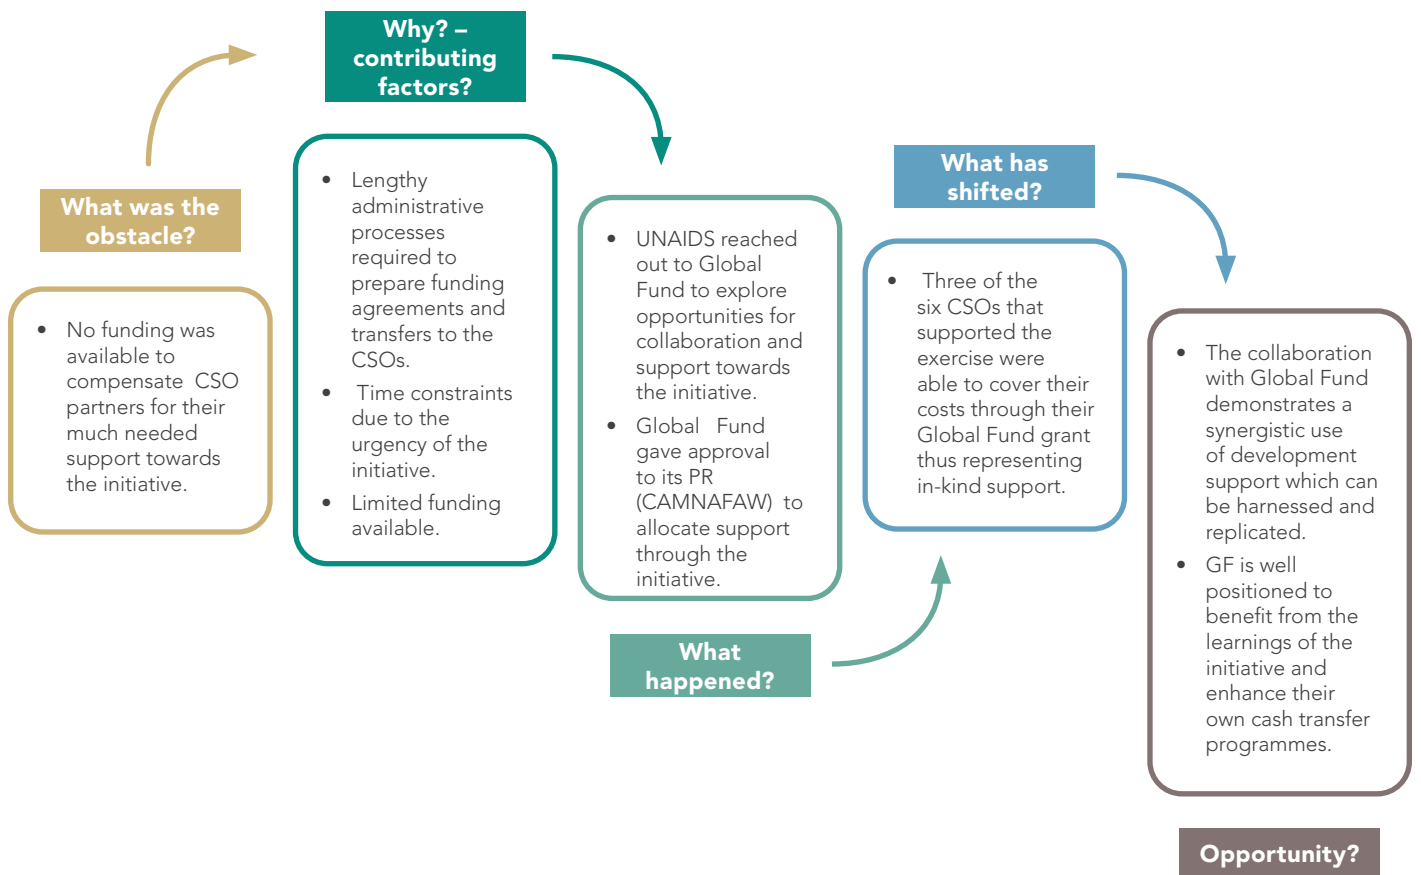 What was the
obstacle?
• No funding was
available to
compensate CSO
partners for their
much needed
support towards
the initiative.
Why? –
contributing
factors?
• Lengthy
administrative
processes
required to
prepare funding
agreements and
transfers to the
CSOs.
• Time constraints
due to the
urgency of the
initiative.
• Limited funding
available.
• UNAIDS reached
out to Global
Fund to explore
opportunities for
collaboration and
support towards
the initiative.
• Global Fund
gave approval
to its PR
(CAMNAFAW) to
allocate support
through the
initiative.
What
happened?
What has
shifted?
• Three of the
six CSOs that
supported the
exercise were
able to cover their
costs through their
Global Fund grant
thus representing
in-kind support.
• The collaboration
with Global Fund
demonstrates a
synergistic use
of development
support which can
be harnessed and
replicated.
• GF is well
positioned to
benefit from the
learnings of the
initiative and
enhance their
own cash transfer
programmes.
Opportunity?